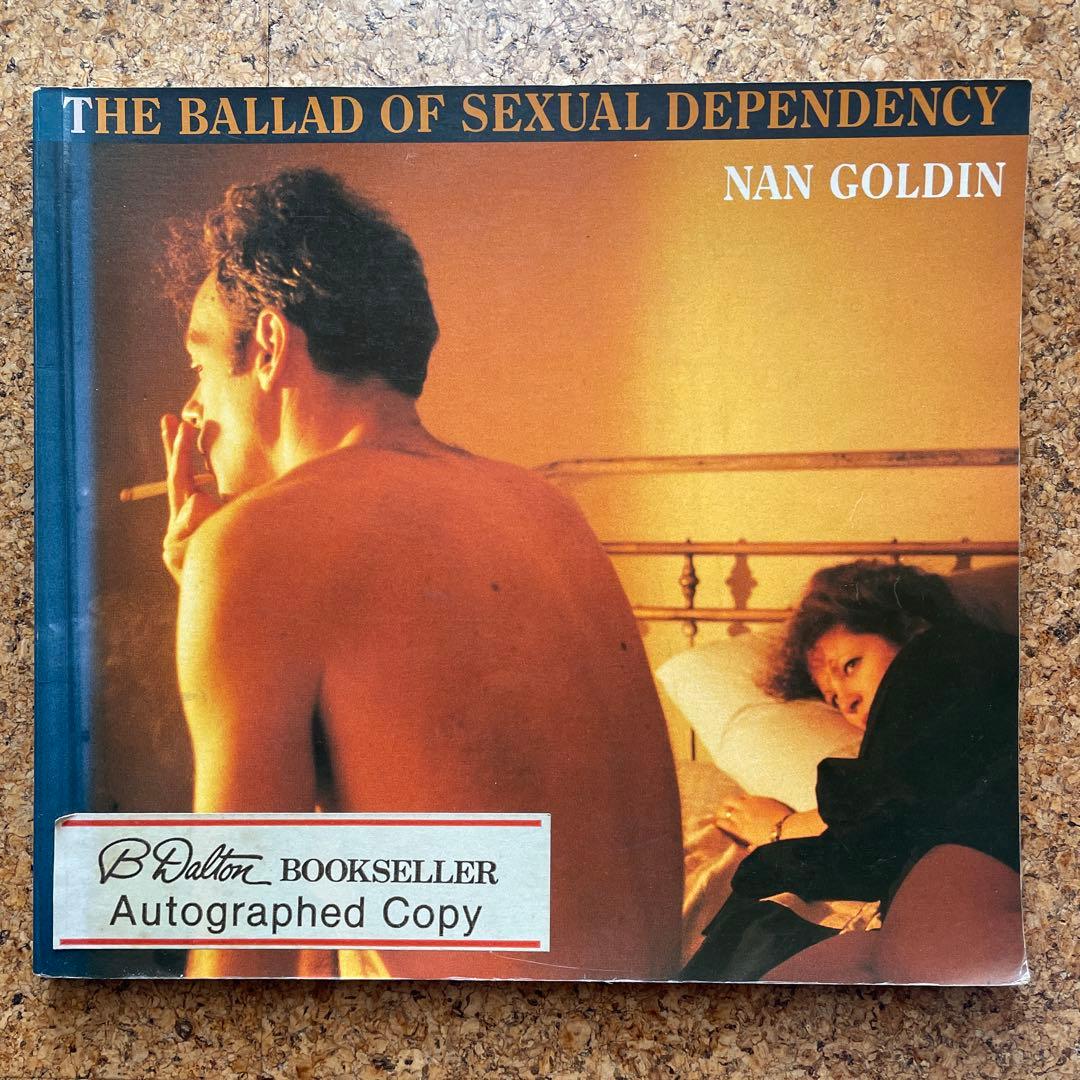 THE BALLAD OF SEXUAL DEPENDENCY
NAN GOLDIN
B Dalton BOOKSELLER
Autographed Copy